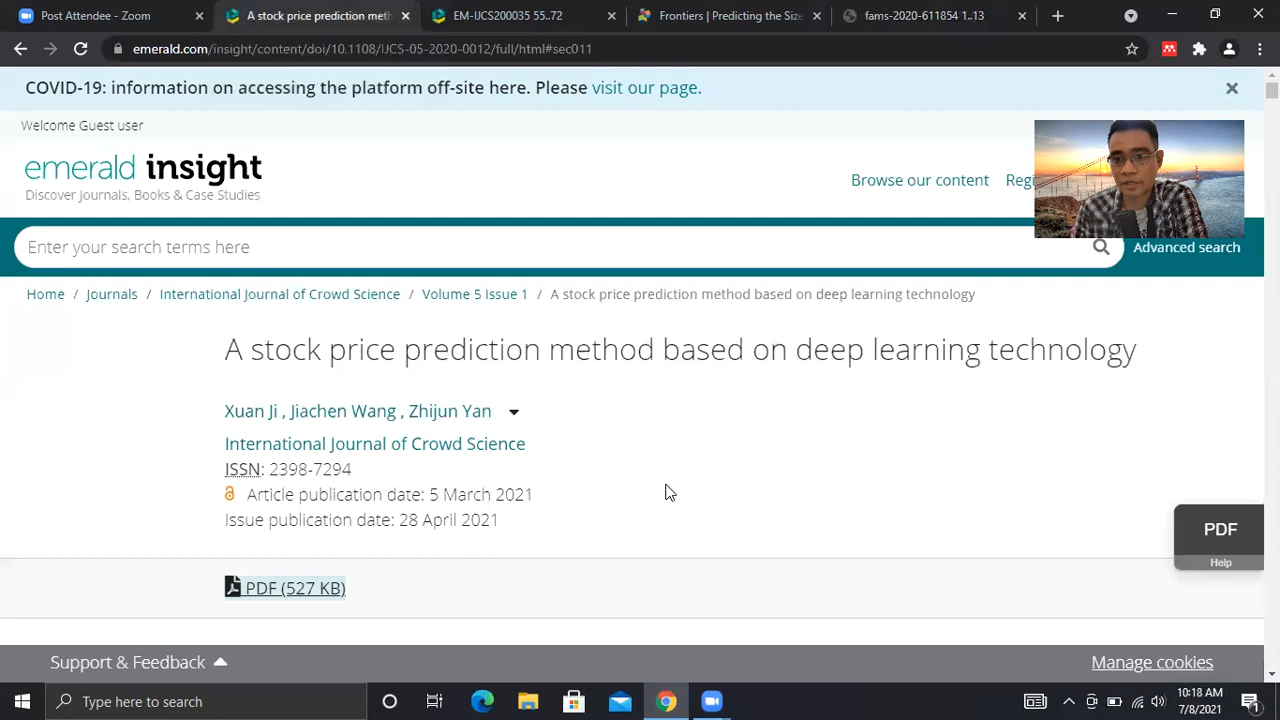 Post Attendee - Zoom
A stock price prediction meth
EM-IJCS200035 55..72
Frontiers | Predicting the Size
fams-2020-611854 1..13
emerald.com/insight/content/doi/10.1108/IJCS-05-2020-0012/full/html#sec011
COVID-19: information on accessing the platform off-site here. Please visit our page.
Welcome Guest user
emerald insight
Discover Journals, Books & Case Studies
Browse our content
Regi
Enter your search terms here
Advanced search
Home / Journals / International Journal of Crowd Science / Volume 5 Issue 1 / A stock price prediction method based on deep learning technology
A stock price prediction method based on deep learning technology
Xuan Ji , Jiachen Wang , Zhijun Yan
International Journal of Crowd Science
ISSN: 2398-7294
Article publication date: 5 March 2021
Issue publication date: 28 April 2021
PDF
Help
PDF (527 KB)
Support & Feedback
Manage cookies
Type here to search
10:18 AM
7/8/2021
1